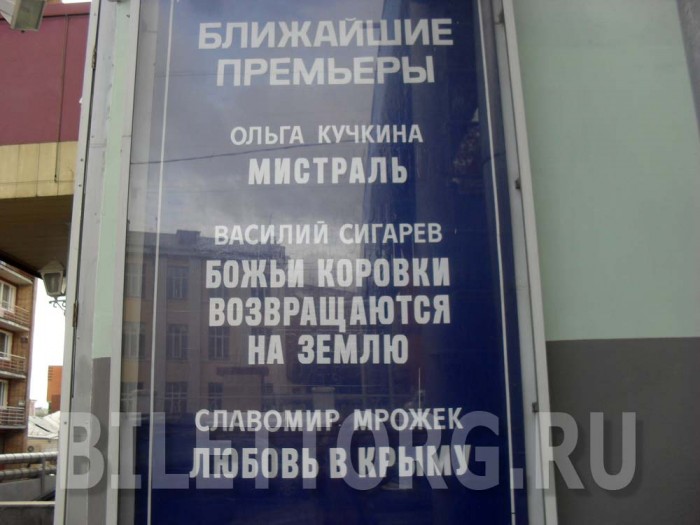 БЛИЖАЙШИЕ
ПРЕМЬЕРЫ
ОЛЬГА КУЧКИНА
МИСТРАЛЬ
ВАСИЛИЙ СИГАРЕВ
БОЖЬИ КОРОВКИ
ВОЗВРАЩАЮТСЯ
НА ЗЕМЛЮ
СЛАВОМИР МРОЖЕК
BILETTORG.RU
ЛЮБОВЬ В КРЫМУ